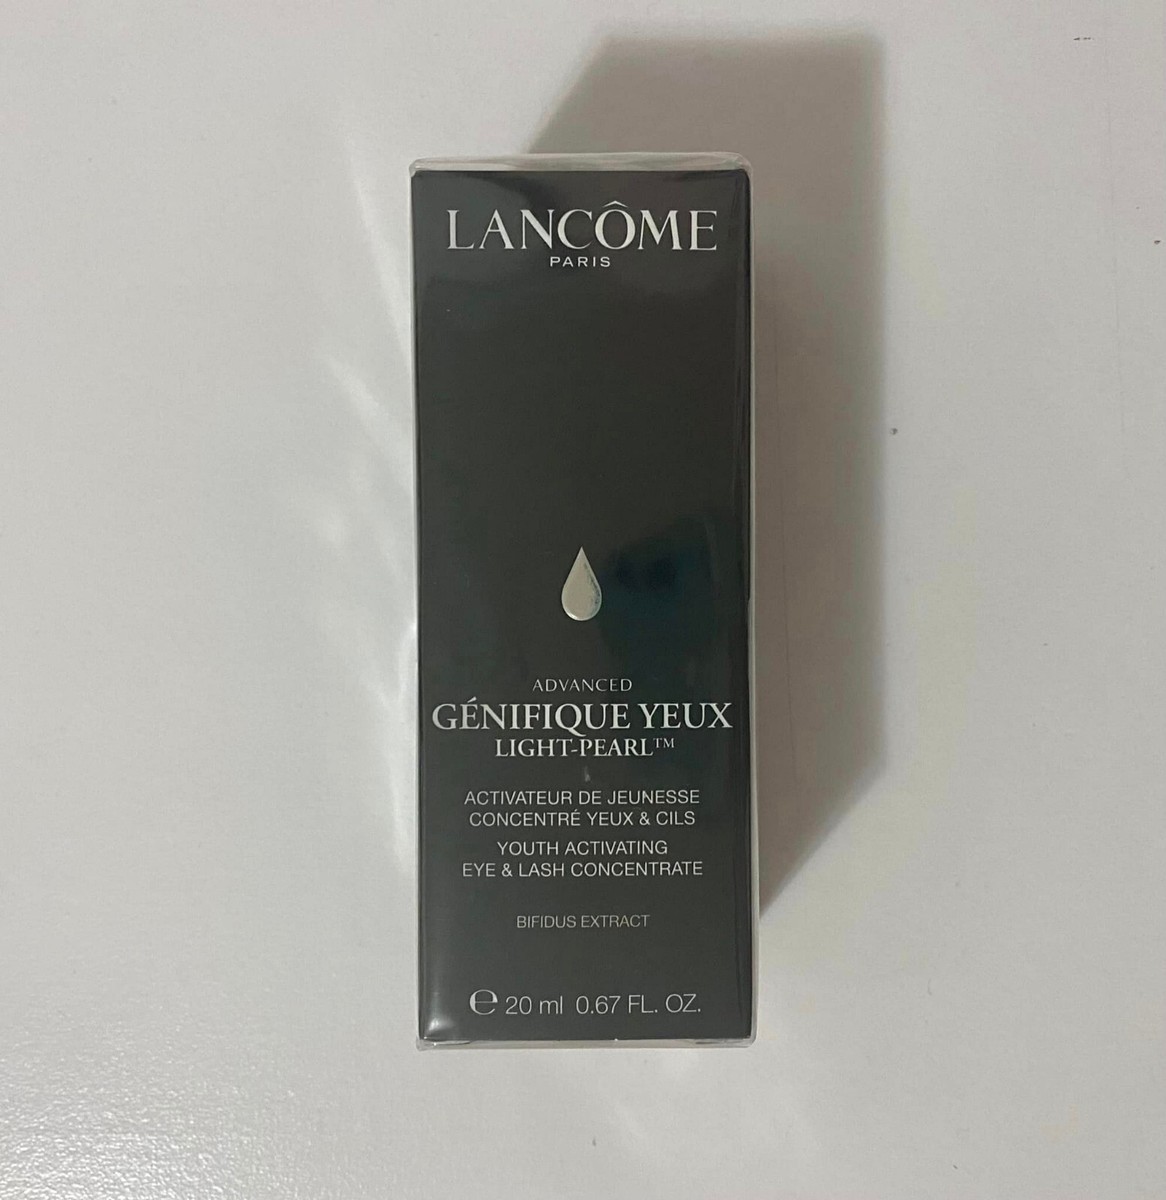 LANCÔME
PARIS
ADVANCED
GÉNIFIQUE YEUX
LIGHT-PEARL™
ACTIVATEUR DE JEUNESSE
CONCENTRÉ YEUX & CILS
YOUTH ACTIVATING
EYE & LASH CONCENTRATE
BIFIDUS EXTRACT
℮ 20 ml 0.67 FL. OZ.